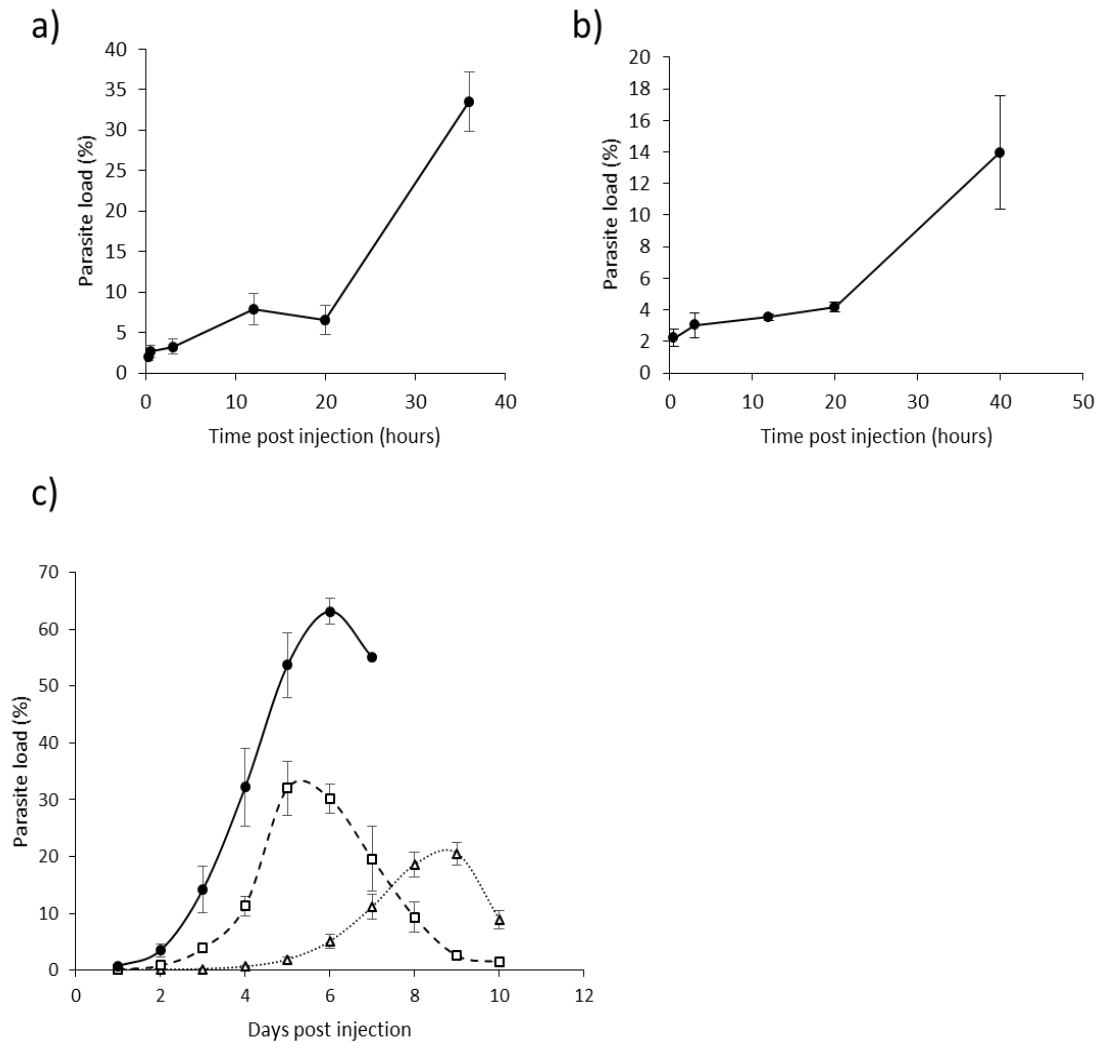 a)
40
35
30
25
20
15
10
5
0
Parasite load (%)
0 10 20 30 40
Time post injection (hours)
b)
20
18
16
14
12
10
8
6
4
2
0
Parasite load (%)
0 10 20 30 40 50
Time post injection (hours)
c)
70
60
50
40
30
20
10
0
Parasite load (%)
0 2 4 6 8 10 12
Days post injection